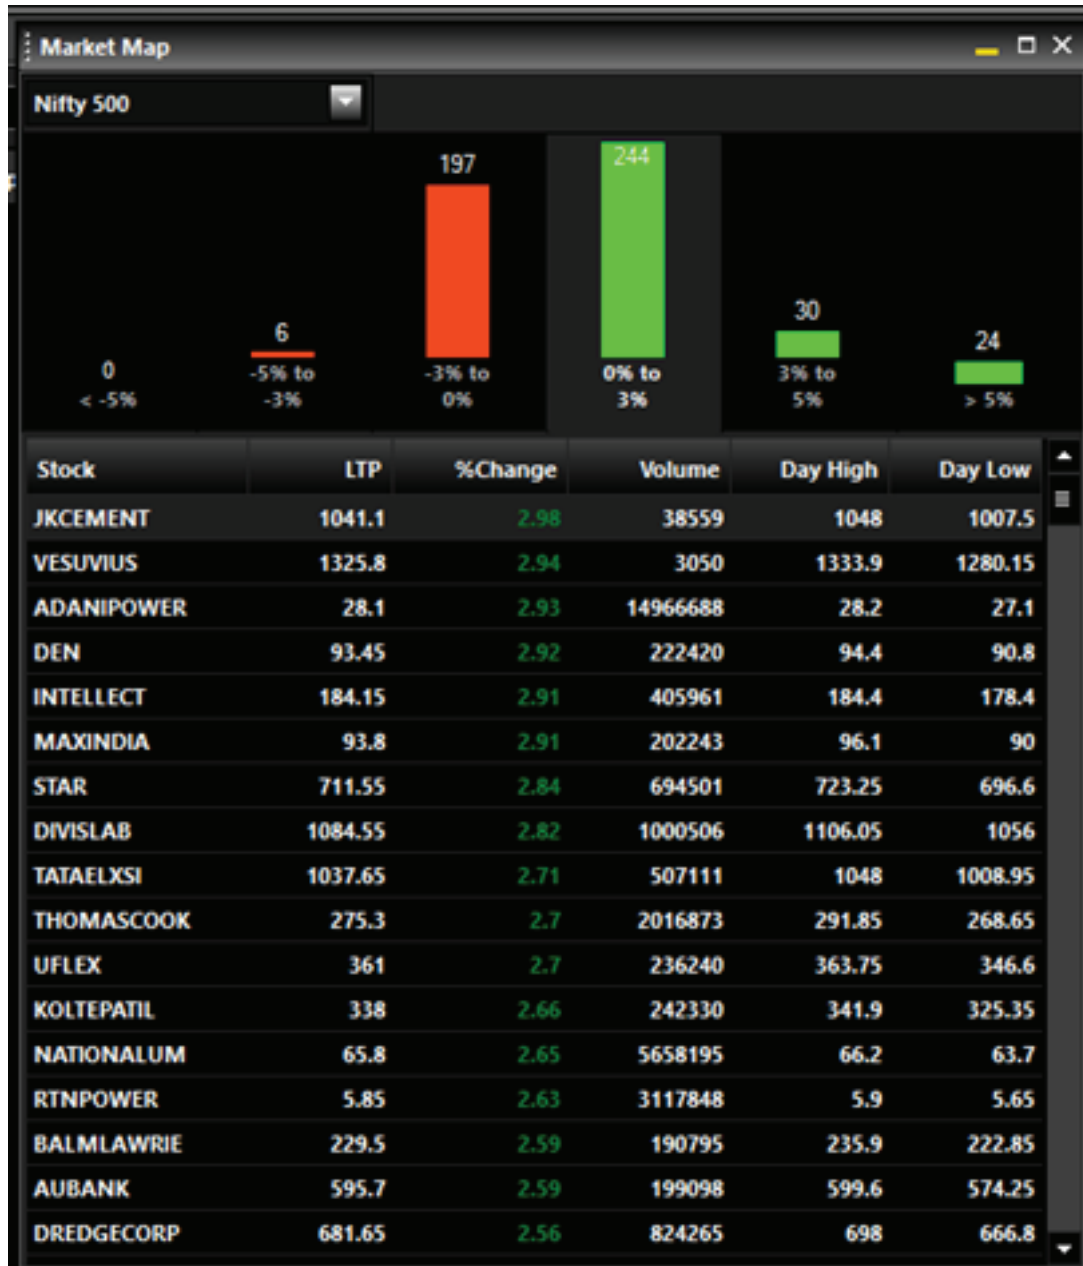 Market Map
Nifty 500
0
< -5%
6
-5% to
-3%
197
-3% to
0%
244
0% to
3%
30
3% to
5%
24
> 5%
Stock LTP %Change Volume Day High Day Low
JKCEMENT 1041.1 2.98 38559 1048 1007.5
VESUVIUS 1325.8 2.94 3050 1333.9 1280.15
ADANIPOWER 28.1 2.93 14966688 28.2 27.1
DEN 93.45 2.92 222420 94.4 90.8
INTELLECT 184.15 2.91 405961 184.4 178.4
MAXINDIA 93.8 2.91 202243 96.1 90
STAR 711.55 2.84 694501 723.25 696.6
DIVISLAB 1084.55 2.82 1000506 1106.05 1056
TATAELXSI 1037.65 2.71 507111 1048 1008.95
THOMASCOOK 275.3 2.7 2016873 291.85 268.65
UFLEX 361 2.7 236240 363.75 346.6
KOLTEPATIL 338 2.66 242330 341.9 325.35
NATIONALUM 65.8 2.65 5658195 66.2 63.7
RTNPOWER 5.85 2.63 3117848 5.9 5.65
BALMLAWRIE 229.5 2.59 190795 235.9 222.85
AUBANK 595.7 2.59 199098 599.6 574.25
DREDGECORP 681.65 2.56 824265 698 666.8